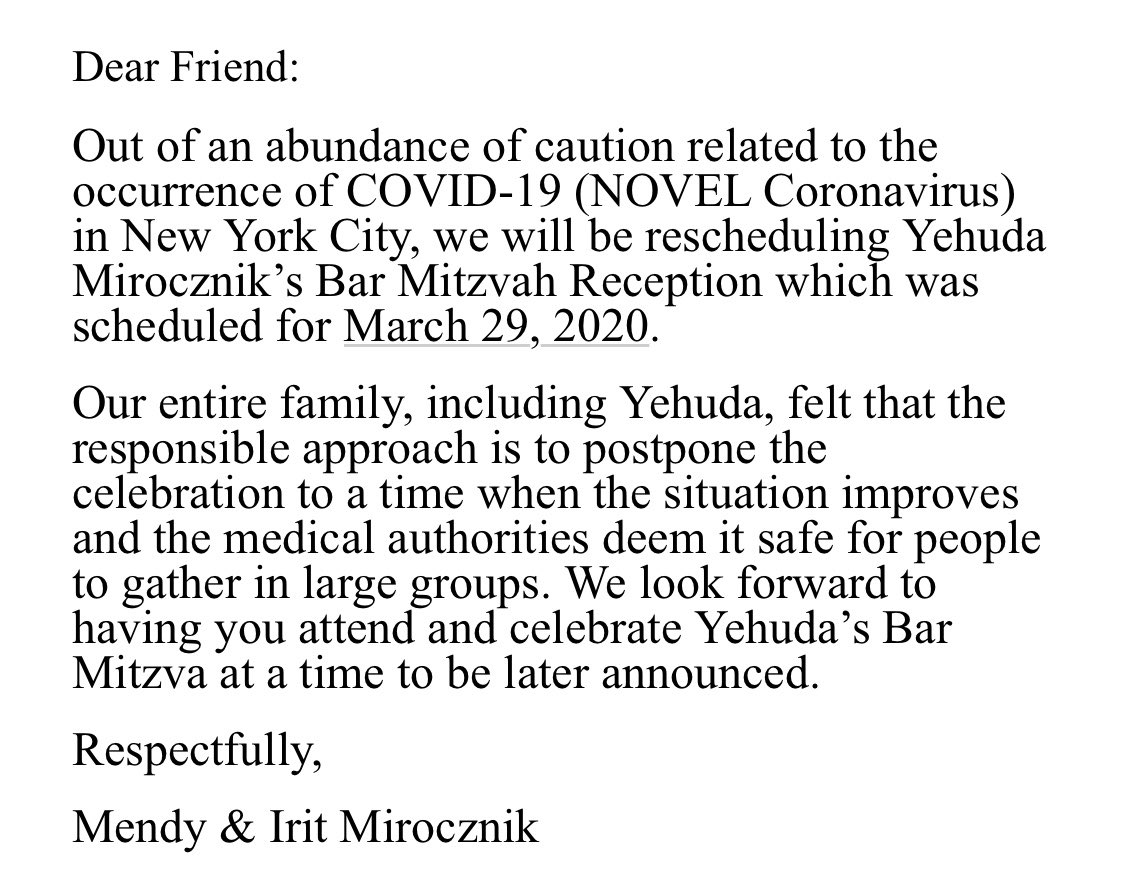 Dear Friend:
Out of an abundance of caution related to the
occurrence of COVID-19 (NOVEL Coronavirus)
in New York City, we will be rescheduling Yehuda
Mirocznik’s Bar Mitzvah Reception which was
scheduled for March 29, 2020.
Our entire family, including Yehuda, felt that the
responsible approach is to postpone the
celebration to a time when the situation improves
and the medical authorities deem it safe for people
to gather in large groups. We look forward to
having you attend and celebrate Yehuda’s Bar
Mitzva at a time to be later announced.
Respectfully,
Mendy & Irit Mirocznik